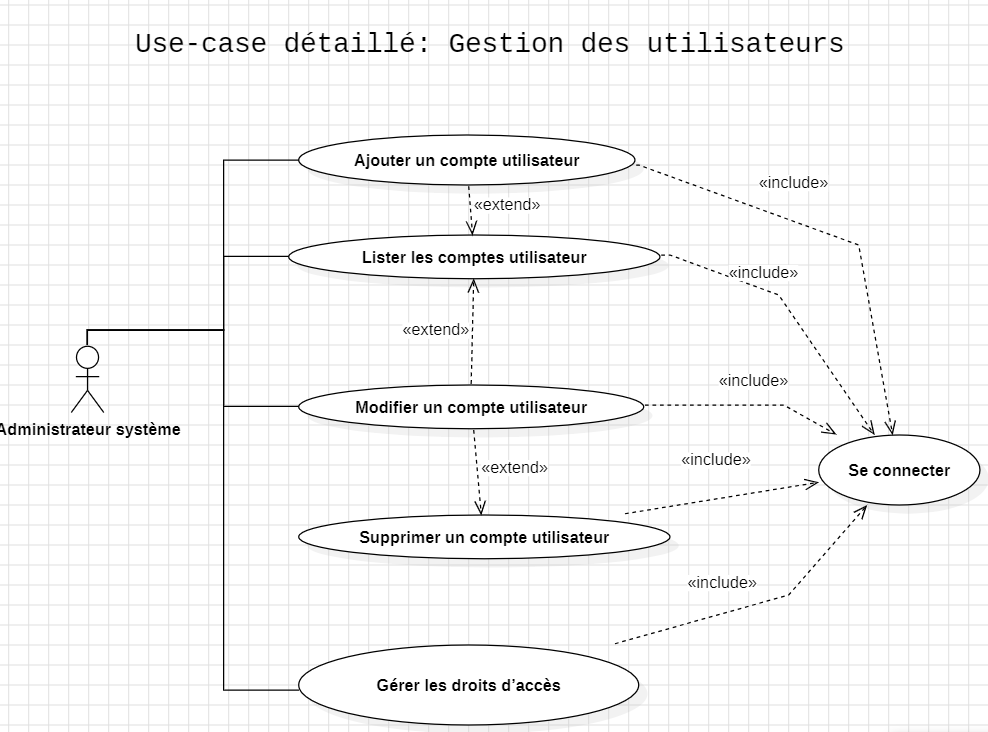 Use-case détaillé: Gestion des utilisateurs
Ajouter un compte utilisateur
«include»
«extend»
Lister les comptes utilisateur
«include»
«extend»
«include»
Modifier un compte utilisateur
Administrateur système
«include»
«extend»
Se connecter
Supprimer un compte utilisateur
«include»
Gérer les droits d’accès